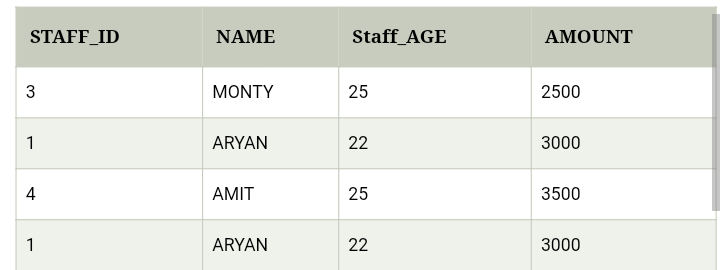 STAFF_ID NAME Staff_AGE AMOUNT
3 MONTY 25 2500
1 ARYAN 22 3000
4 AMIT 25 3500
1 ARYAN 22 3000